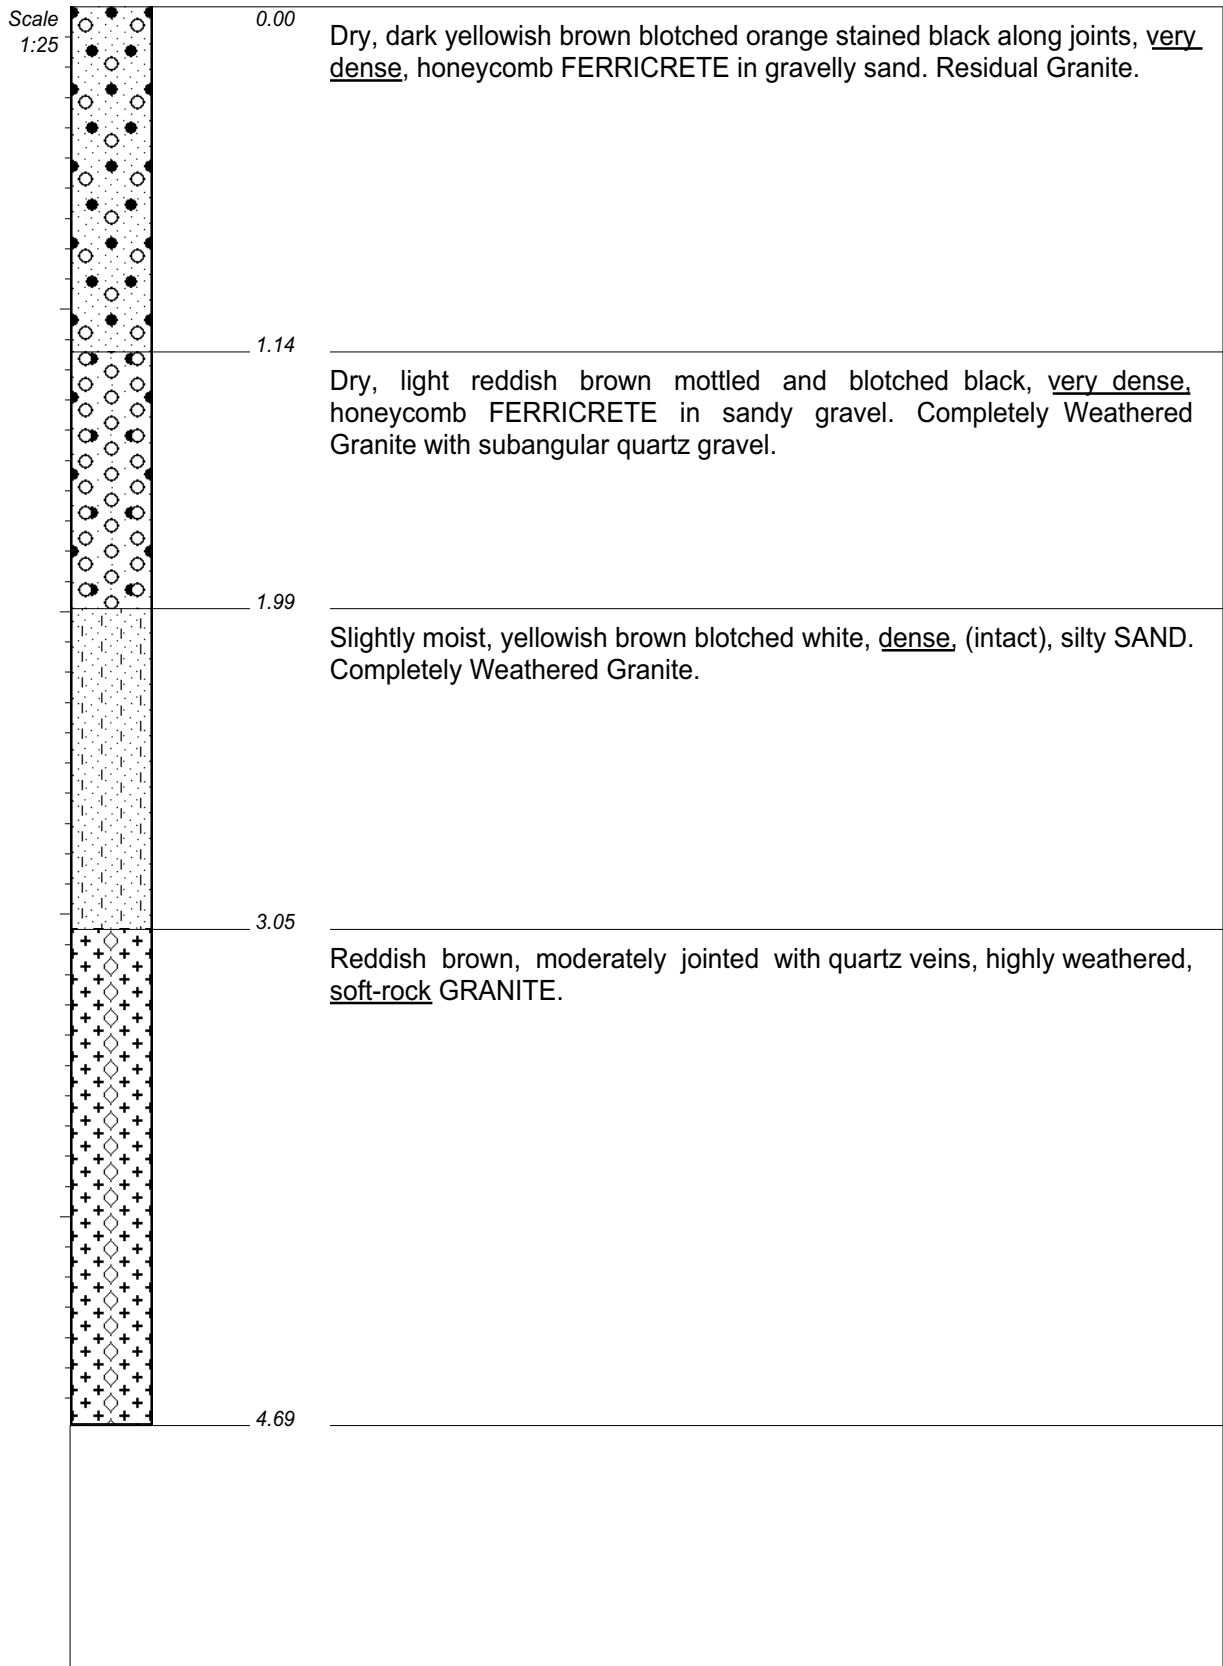 Scale
1:25
0.00
Dry, dark yellowish brown blotched orange stained black along joints, very
dense, honeycomb FERRICRETE in gravelly sand. Residual Granite.
1.14
Dry, light reddish brown mottled and blotched black, very dense,
honeycomb FERRICRETE in sandy gravel. Completely Weathered
Granite with subangular quartz gravel.
1.99
Slightly moist, yellowish brown blotched white, dense, (intact), silty SAND.
Completely Weathered Granite.
3.05
Reddish brown, moderately jointed with quartz veins, highly weathered,
soft-rock GRANITE.
4.69